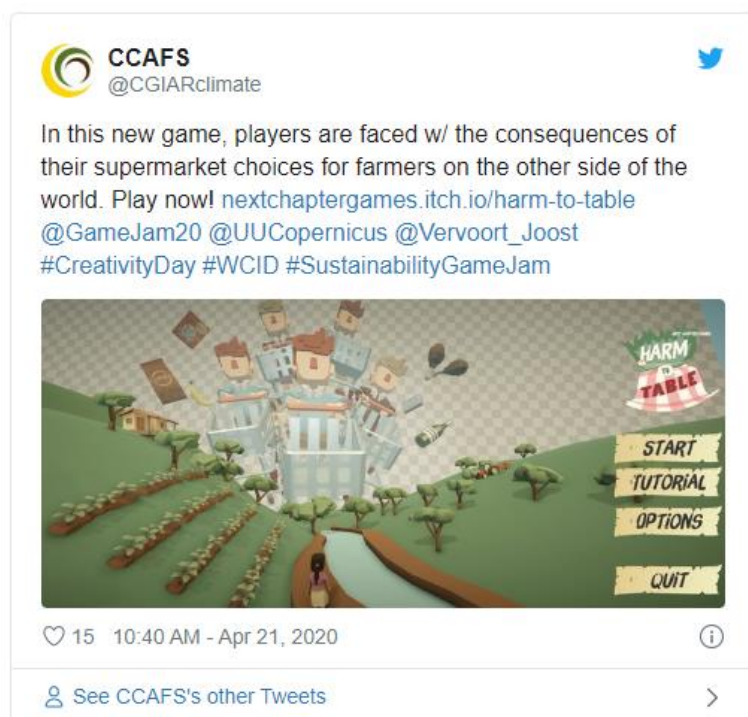 CCAFS
@CGIARclimate
In this new game, players are faced w/ the consequences of
their supermarket choices for farmers on the other side of the
world. Play now! nextchaptergames.itch.io/harm-to-table
@GameJam20 @UUCopernicus @Vervoort_Joost
#CreativityDay #WCID #SustainabilityGameJam
HARM
TO
TABLE
START
TUTORIAL
OPTIONS
QUIT
15 10:40 AM - Apr 21, 2020
See CCAFS's other Tweets